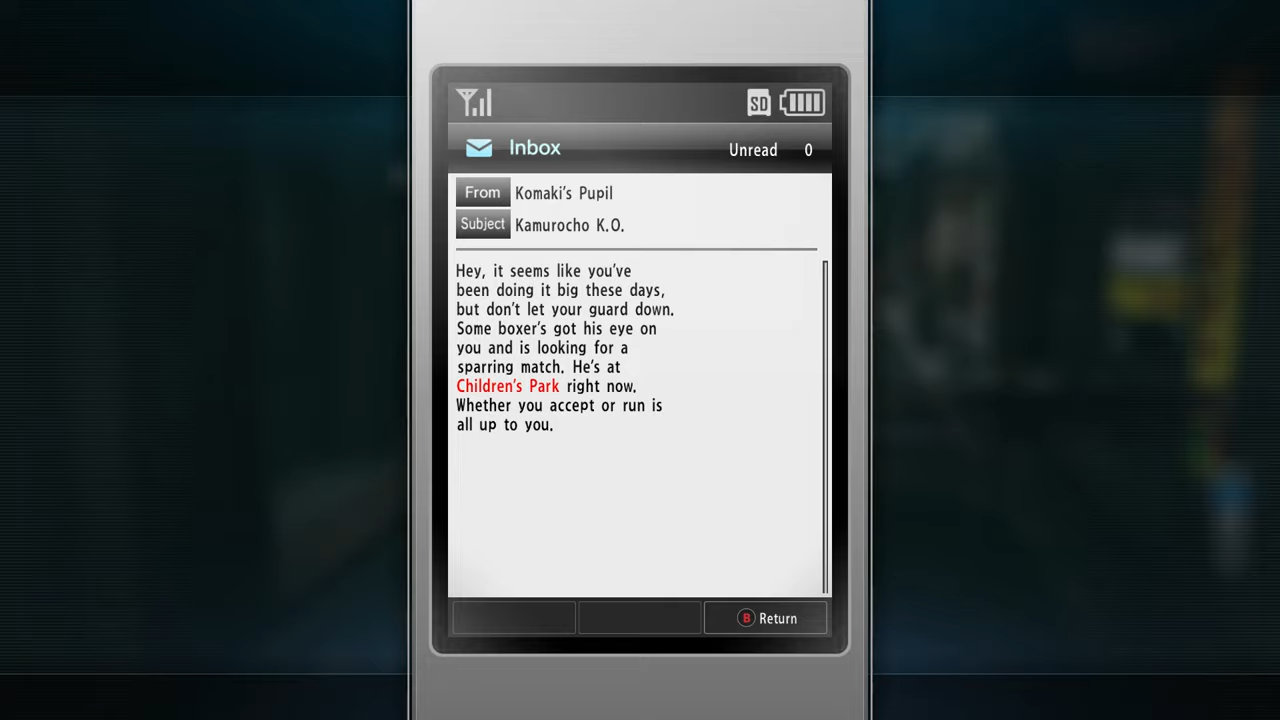 SD
Inbox
Unread 0
From Komaki's Pupil
Subject Kamurocho K.O.
Hey, it seems like you've
been doing it big these days,
but don't let your guard down.
Some boxer's got his eye on
you and is looking for a
sparring match. He's at
Children's Park right now.
Whether you accept or run is
all up to you.
B Return